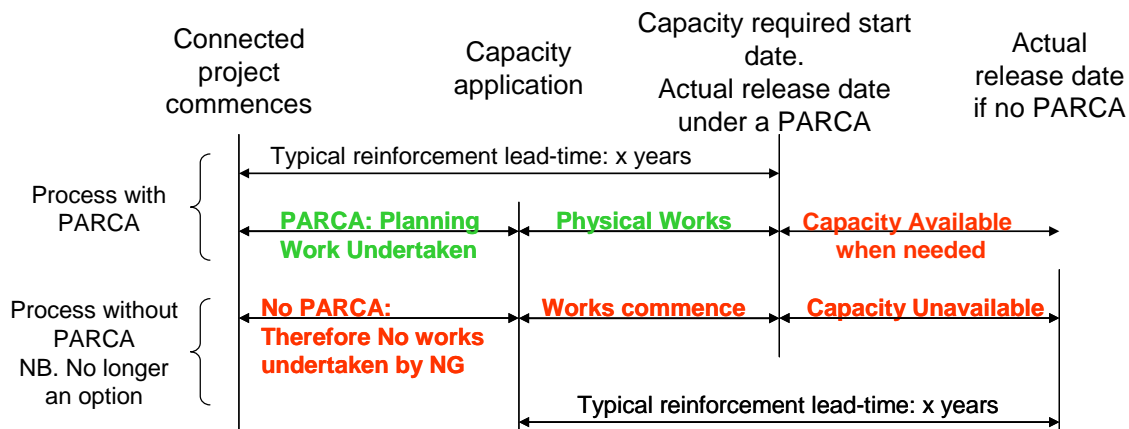 Connected
project
commences
Capacity
application
Capacity required start
date.
Actual release date
under a PARCA
Actual
release date
if no PARCA
Typical reinforcement lead-time: x years
Process with
PARCA
PARCA: Planning
Work Undertaken
Physical Works
Capacity Available
when needed
Process without
PARCA
NB. No longer
an option
No PARCA:
Therefore No works
undertaken by NG
Works commence
Capacity Unavailable
Typical reinforcement lead-time: x years